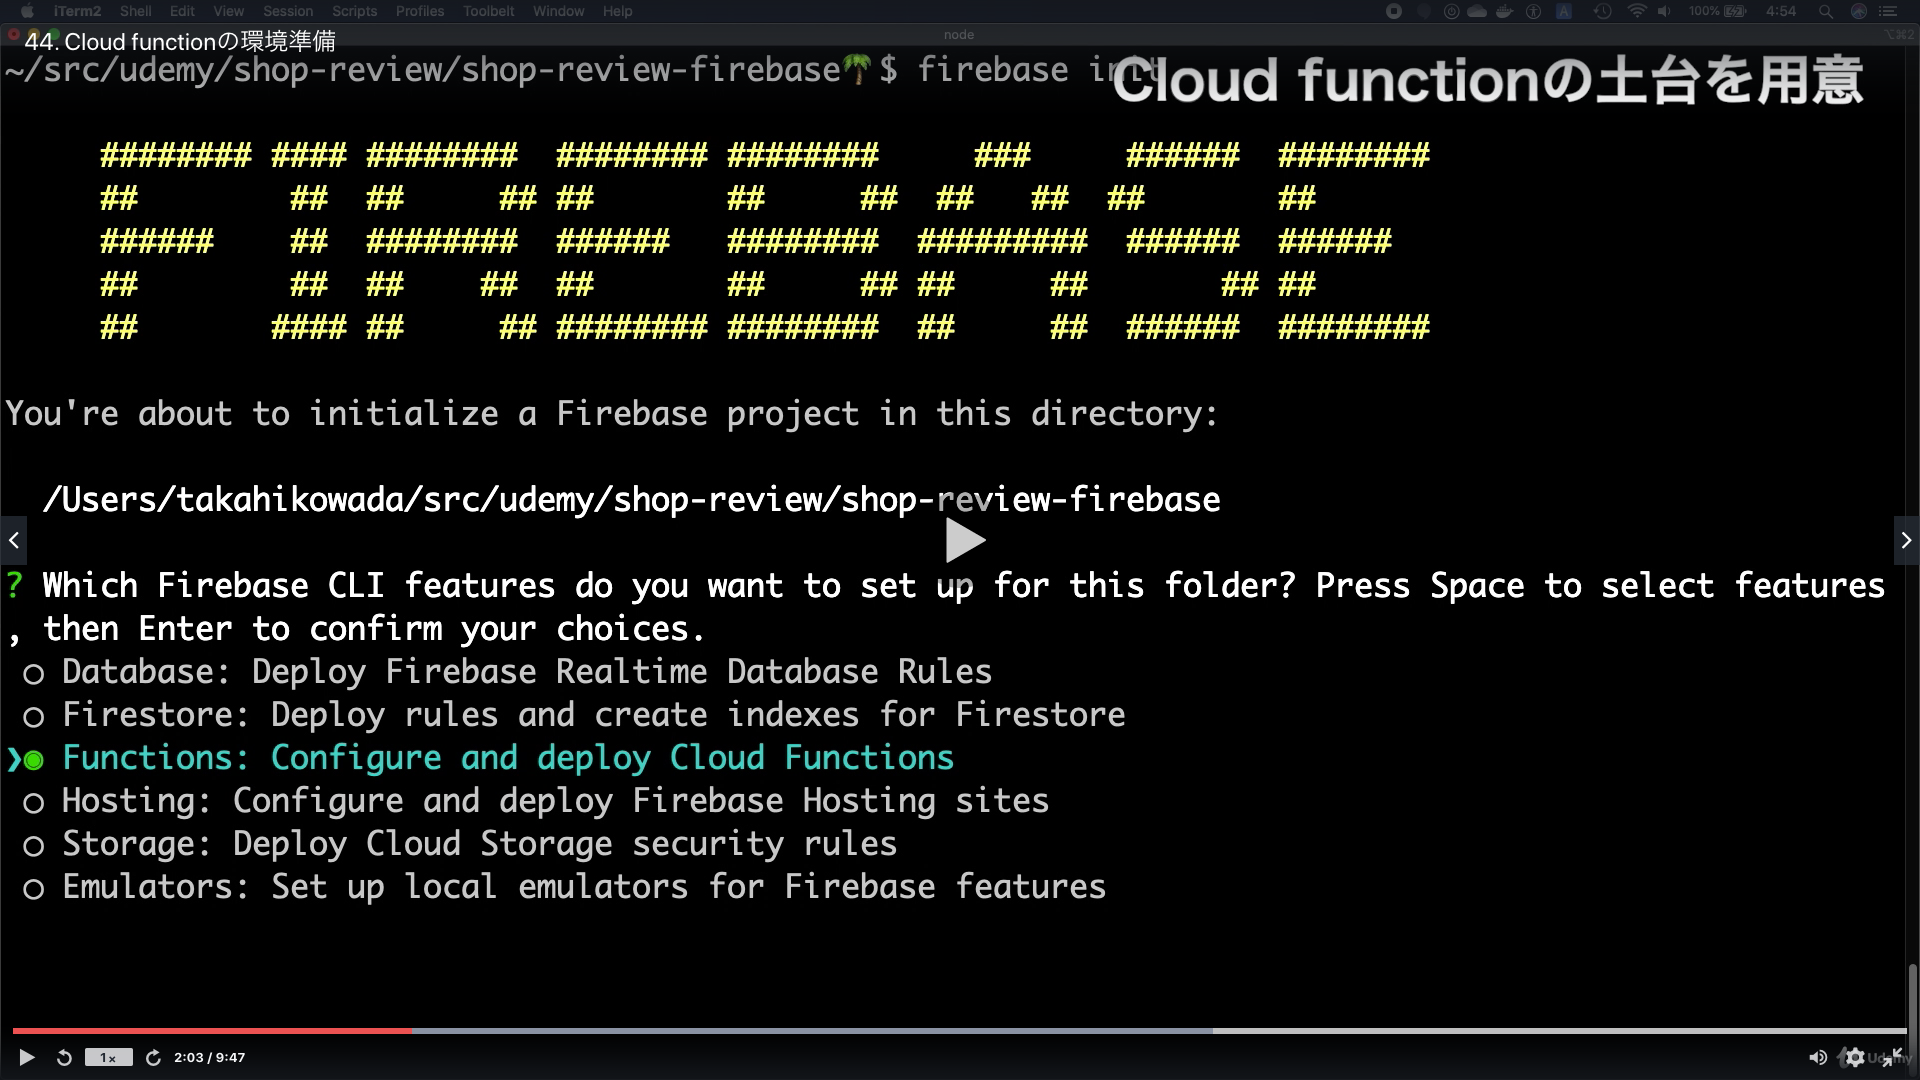 iTerm2 Shell Edit View Session Scripts Profiles Toolbelt Window Help 100% 4:54
node ⌥⌘2
44. Cloud functionの環境準備
~/src/udemy/shop-review/shop-review-firebase🌴$ firebase init
Cloud functionの土台を用意
######## #### ########  ######## ########     ###     ######  ########
##        ##  ##     ## ##       ##     ##  ##   ##  ##       ##
######    ##  ########  ######   ########  #########  ######  ######
##        ##  ##    ##  ##       ##     ## ##     ##       ## ##
##       #### ##     ## ######## ########  ##     ##  ######  ########
You're about to initialize a Firebase project in this directory:
/Users/takahikowada/src/udemy/shop-review/shop-review-firebase
? Which Firebase CLI features do you want to set up for this folder? Press Space to select features
, then Enter to confirm your choices.
◯ Database: Deploy Firebase Realtime Database Rules
◯ Firestore: Deploy rules and create indexes for Firestore
❯◉ Functions: Configure and deploy Cloud Functions
◯ Hosting: Configure and deploy Firebase Hosting sites
◯ Storage: Deploy Cloud Storage security rules
◯ Emulators: Set up local emulators for Firebase features
1x 2:03 / 9:47
Udemy